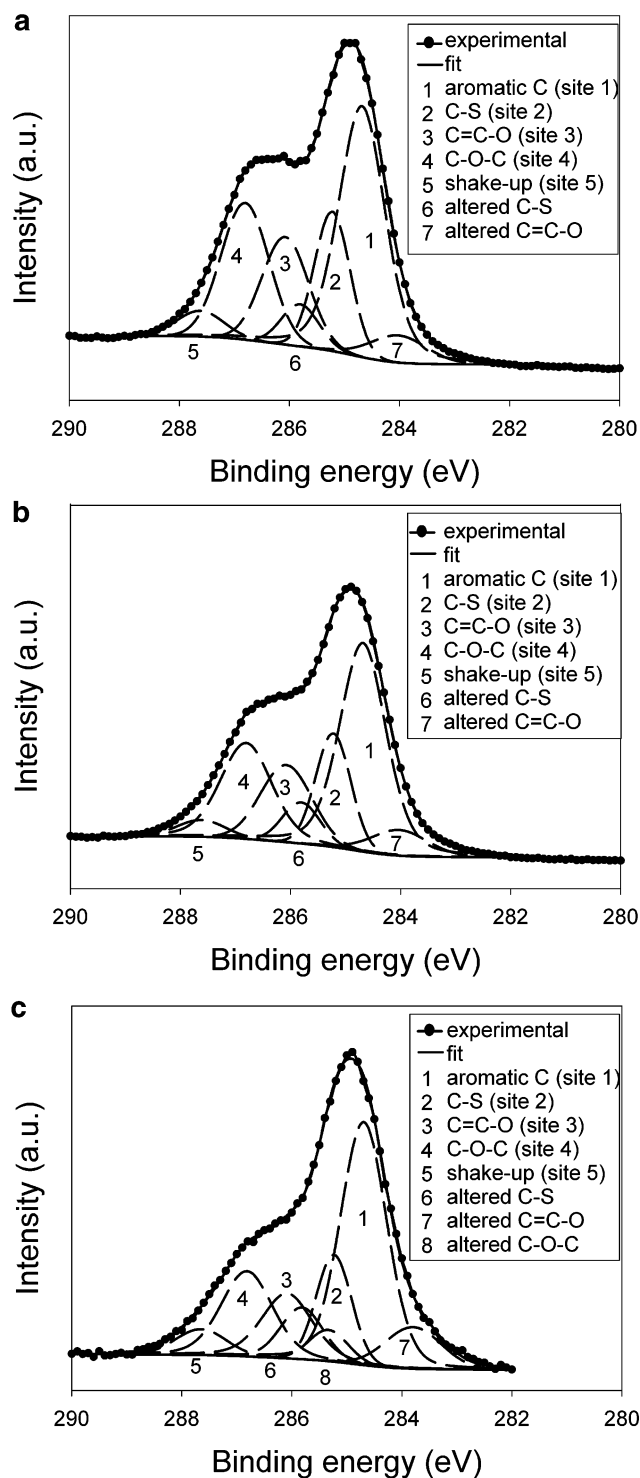 a
experimental
fit
1 aromatic C (site 1)
2 C-S (site 2)
3 C=C-O (site 3)
4 C-O-C (site 4)
5 shake-up (site 5)
6 altered C-S
7 altered C=C-O
Intensity (a.u.)
4
3
2
1
5
6
7
290 288 286 284 282 280
Binding energy (eV)
b
experimental
fit
1 aromatic C (site 1)
2 C-S (site 2)
3 C=C-O (site 3)
4 C-O-C (site 4)
5 shake-up (site 5)
6 altered C-S
7 altered C=C-O
Intensity (a.u.)
4
3
2
1
5
6
7
290 288 286 284 282 280
Binding energy (eV)
c
experimental
fit
1 aromatic C (site 1)
2 C-S (site 2)
3 C=C-O (site 3)
4 C-O-C (site 4)
5 shake-up (site 5)
6 altered C-S
7 altered C=C-O
8 altered C-O-C
Intensity (a.u.)
4
3
2
1
5
6
8
7
290 288 286 284 282 280
Binding energy (eV)